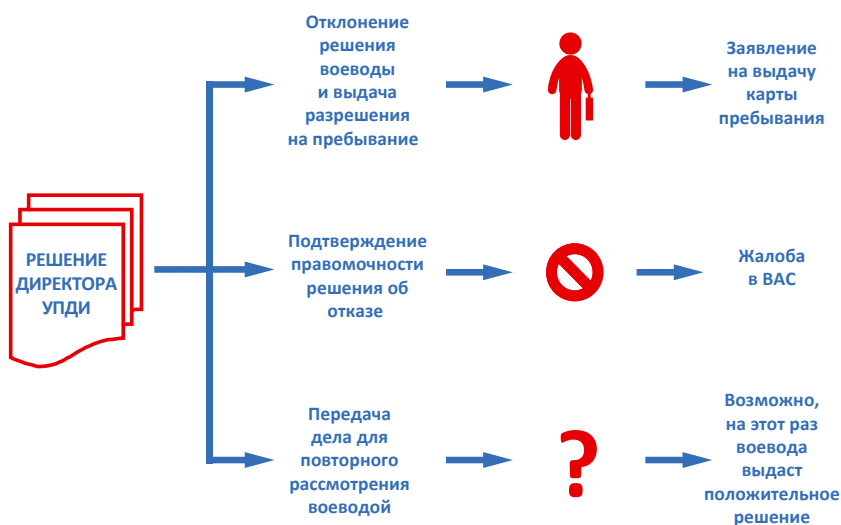 Отклонение
решения
воеводы
и выдача
разрешения
на пребывание
Заявление
на выдачу
карты
пребывания
РЕШЕНИЕ
ДИРЕКТОРА
УПДИ
Подтверждение
правомочности
решения об
отказе
Жалоба
в ВАС
Передача
дела для
повторного
рассмотрения
воеводой
?
Возможно,
на этот раз
воевода
выдаст
положительное
решение